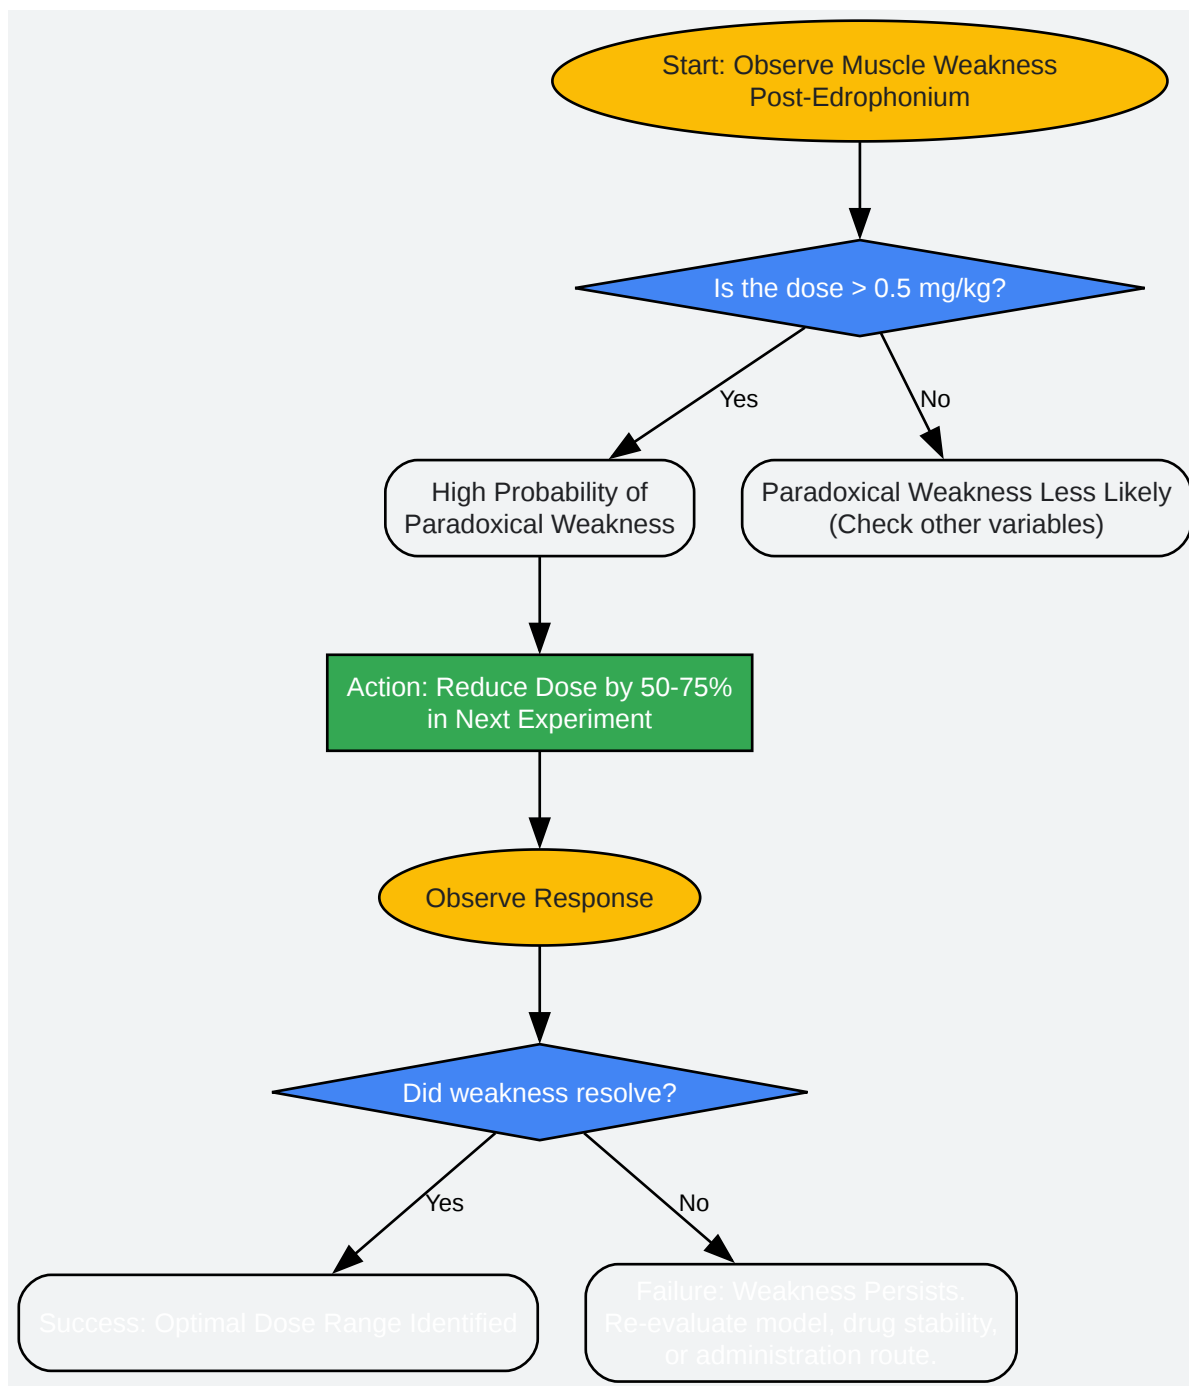 Start: Observe Muscle Weakness
Post-Edrophonium
Is the dose > 0.5 mg/kg?
Yes
No
High Probability of
Paradoxical Weakness
Paradoxical Weakness Less Likely
(Check other variables)
Action: Reduce Dose by 50-75%
in Next Experiment
Observe Response
Did weakness resolve?
Yes
No
Success: Optimal Dose Range Identified
Failure: Weakness Persists.
Re-evaluate model, drug stability,
or administration route.